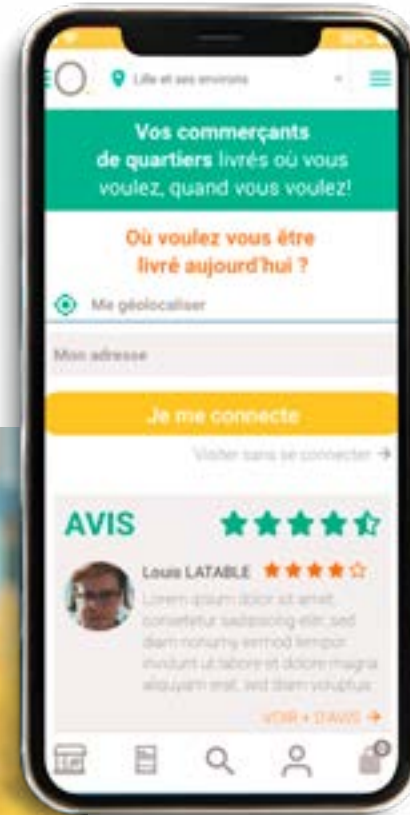 Lille et ses environs
Vos commerçants
de quartiers livrés où vous
voulez, quand vous voulez!
Où voulez vous être
livré aujourd'hui ?
Me géolocaliser
Mon adresse
Je me connecte
Visiter sans se connecter →
AVIS
Louis LATABLE
Lorem ipsum dolor sit amet,
consetetur sadipscing elitr, sed
diam nonumy eirmod tempor
invidunt ut labore et dolore magna
aliquyam erat, sed diam voluptua.
VOIR + D'AVIS →